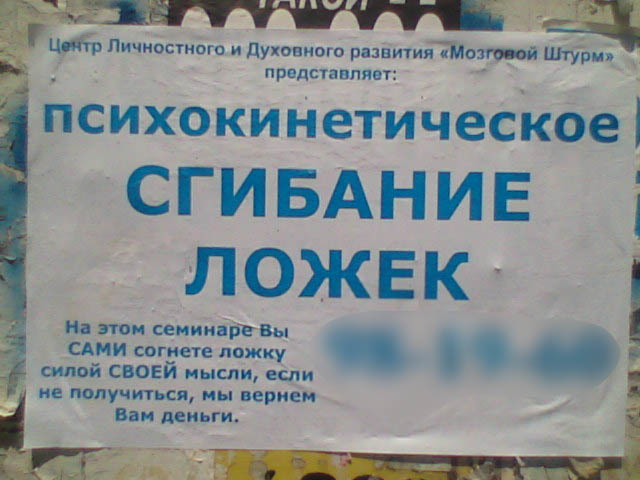 Центр Личностного и Духовного развития «Мозговой Штурм»
представляет:
психокинетическое
СГИБАНИЕ
ЛОЖЕК
На этом семинаре Вы
САМИ согнете ложку
силой СВОЕЙ мысли, если
не получиться, мы вернем
Вам деньги.